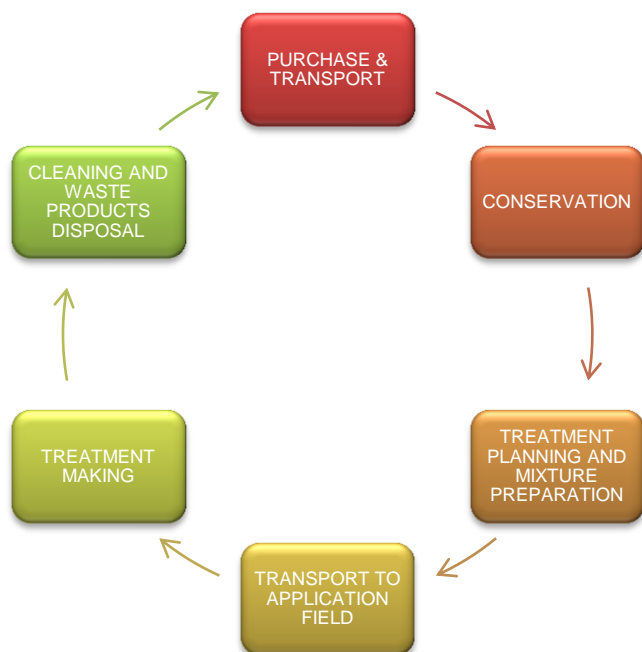 PURCHASE &
TRANSPORT
CONSERVATION
TREATMENT
PLANNING AND
MIXTURE
PREPARATION
TRANSPORT TO
APPLICATION
FIELD
TREATMENT
MAKING
CLEANING AND
WASTE
PRODUCTS
DISPOSAL